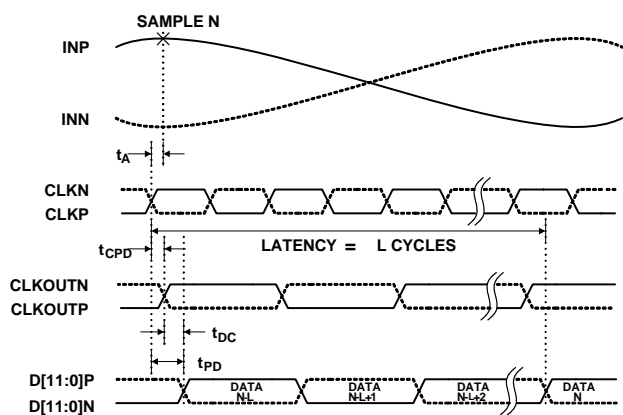 SAMPLE N
INP
INN
tA
CLKN
CLKP
tCPD
LATENCY = L CYCLES
CLKOUTN
CLKOUTP
tDC
tPD
D[11:0]P
D[11:0]N
DATA N-L
DATA N-L+1
DATA N-L+2
DATA N